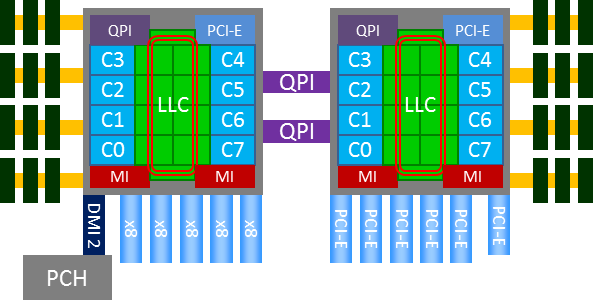 QPI PCI-E QPI PCI-E
C3 C4 C3 C4
C2 C5 QPI C2 C5
LLC LLC
C1 C6 QPI C1 C6
C0 C7 C0 C7
MI MI MI MI
DMI 2 x8 x8 x8 x8 x8 PCI-E PCI-E PCI-E PCI-E PCI-E PCI-E
PCH